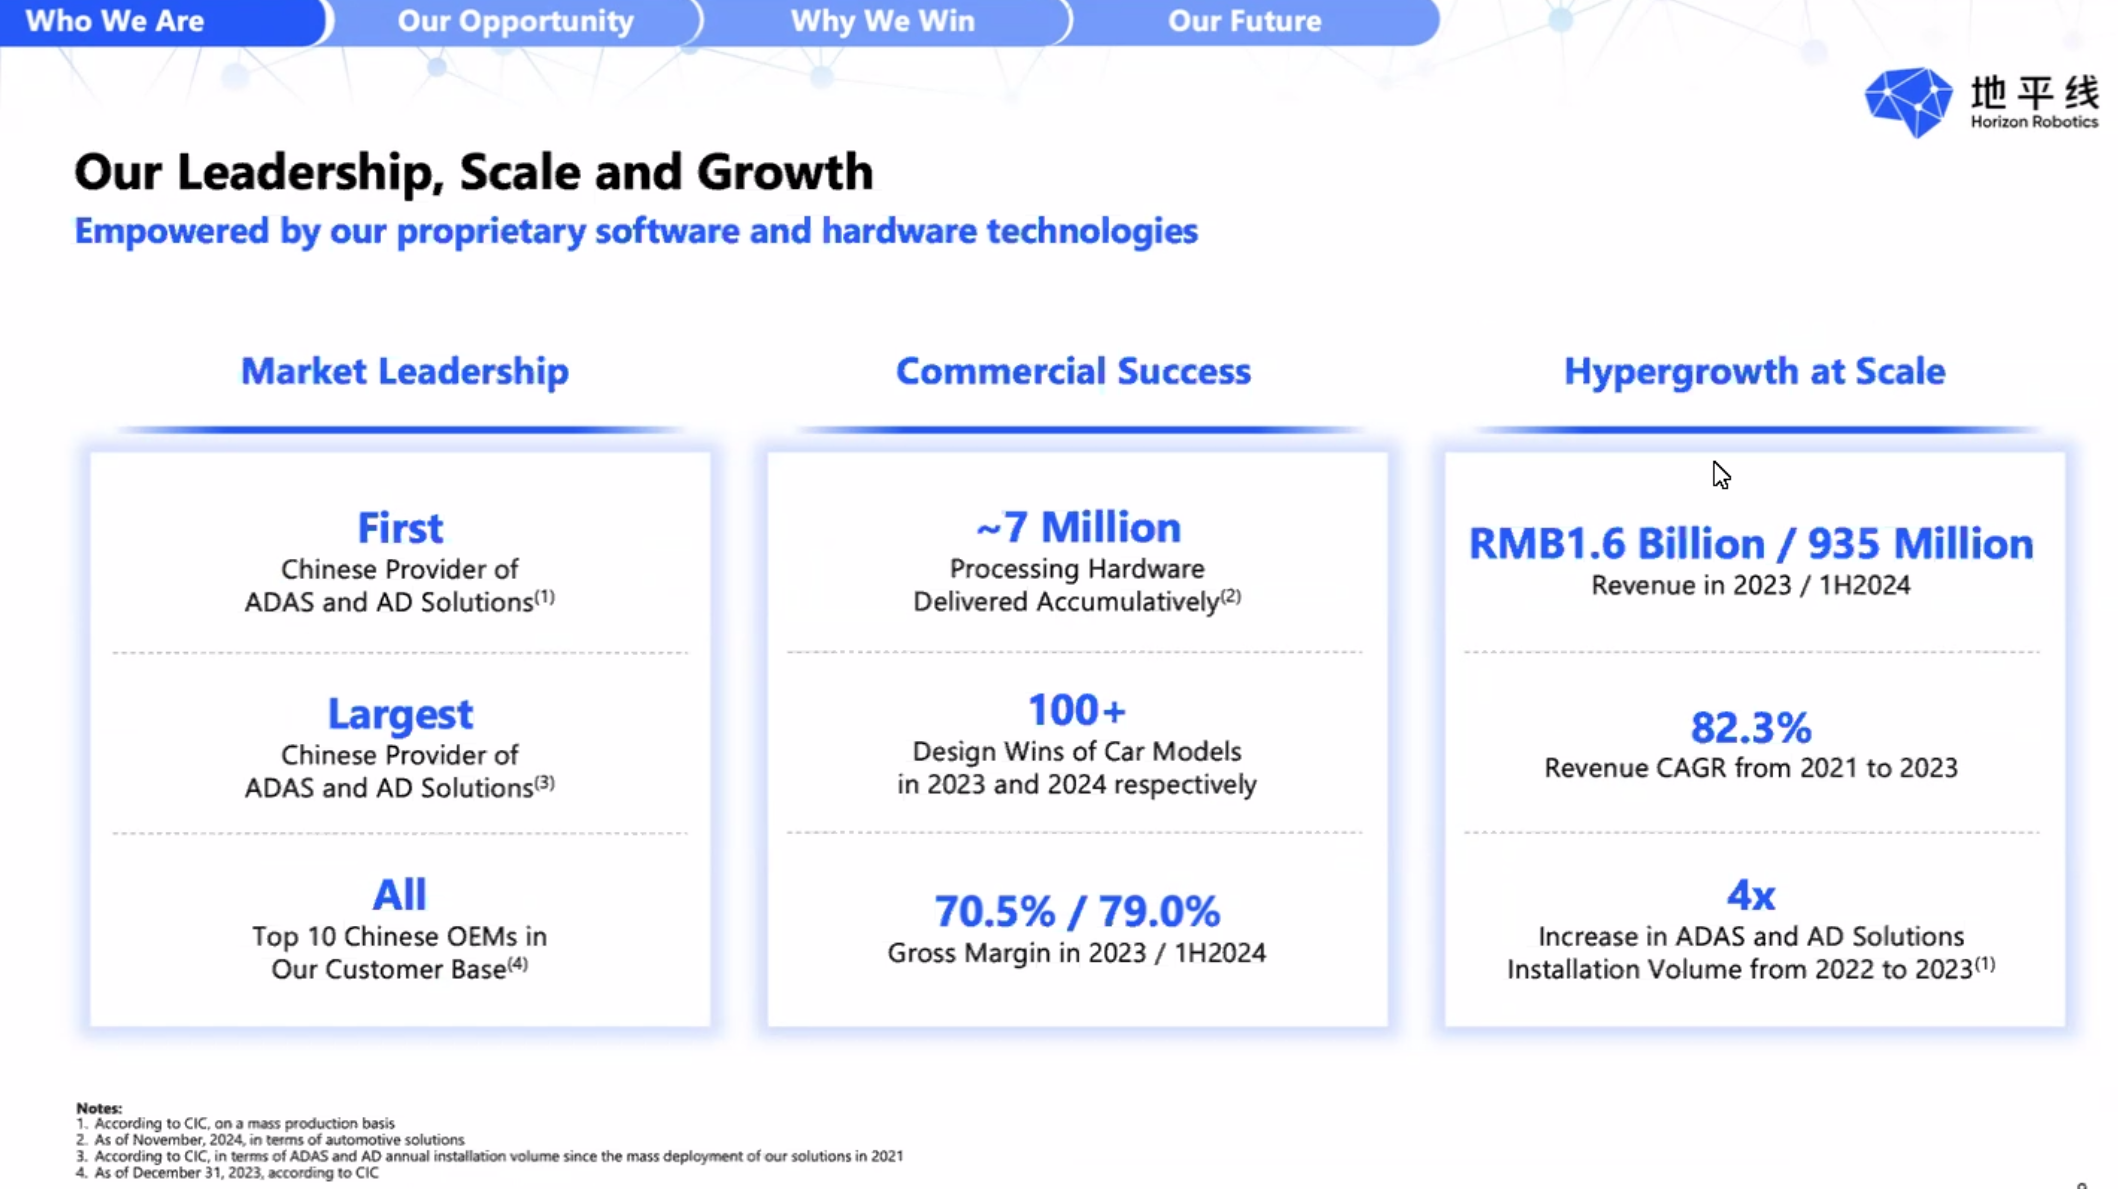 Who We Are
Our Opportunity
Why We Win
Our Future
地平线
Horizon Robotics
Our Leadership, Scale and Growth
Empowered by our proprietary software and hardware technologies
Market Leadership
First
Chinese Provider of
ADAS and AD Solutions(1)
Largest
Chinese Provider of
ADAS and AD Solutions(3)
All
Top 10 Chinese OEMs in
Our Customer Base(4)
Commercial Success
~7 Million
Processing Hardware
Delivered Accumulatively(2)
100+
Design Wins of Car Models
in 2023 and 2024 respectively
70.5% / 79.0%
Gross Margin in 2023 / 1H2024
Hypergrowth at Scale
RMB1.6 Billion / 935 Million
Revenue in 2023 / 1H2024
82.3%
Revenue CAGR from 2021 to 2023
4x
Increase in ADAS and AD Solutions
Installation Volume from 2022 to 2023(1)
Notes:
1. According to CIC, on a mass production basis
2. As of November, 2024, in terms of automotive solutions
3. According to CIC, in terms of ADAS and AD annual installation volume since the mass deployment of our solutions in 2021
4. As of December 31, 2023, according to CIC